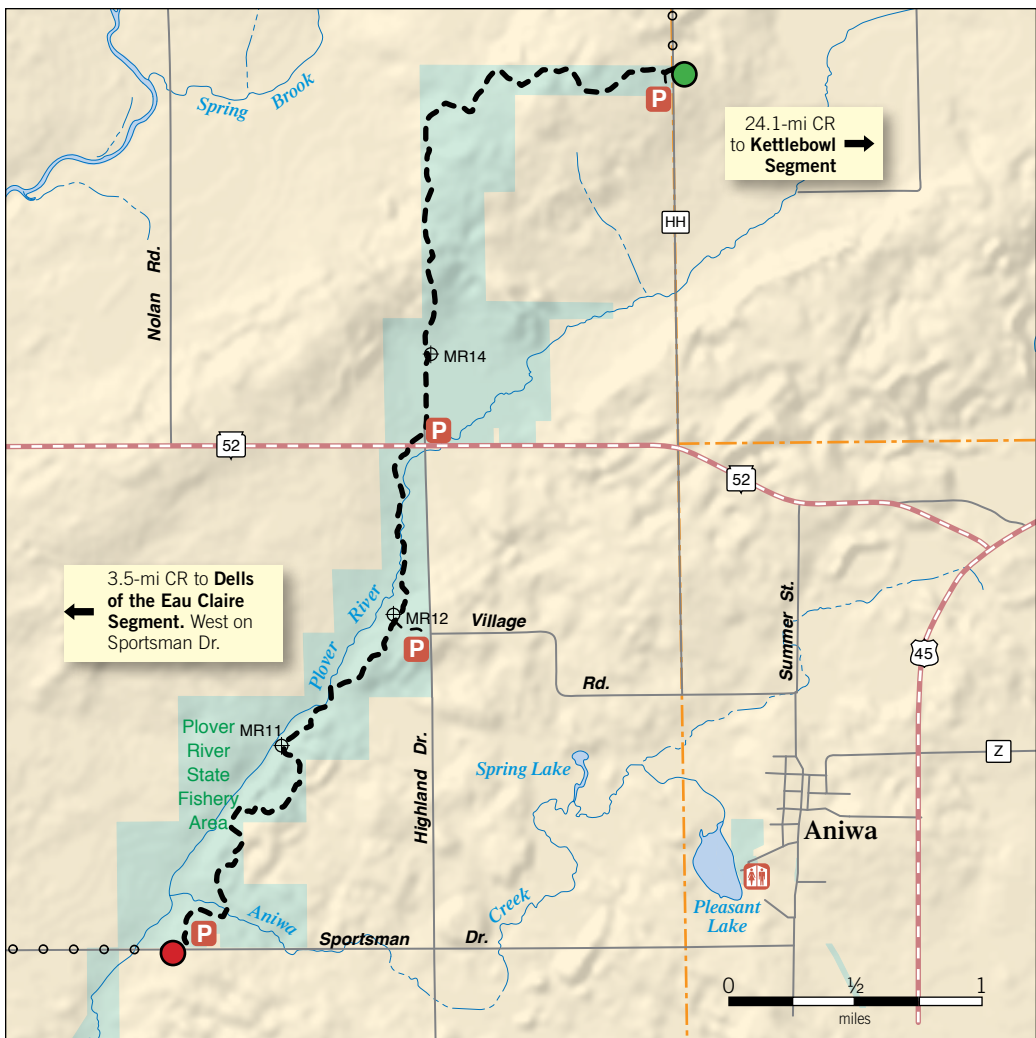 Spring Brook
P
24.1-mi CR
to Kettlebowl
Segment
HH
Nolan Rd.
MR14
P
52
52
3.5-mi CR to Dells
of the Eau Claire
Segment. West on
Sportsman Dr.
Plover River
MR12
P
Village Rd.
Summer St.
45
Plover
River
State
Fishery
Area
MR11
Highland Dr.
Spring Lake
Z
Aniwa
Pleasant
Lake
Aniwa Creek
P
Sportsman Dr.
0 ½ 1
miles